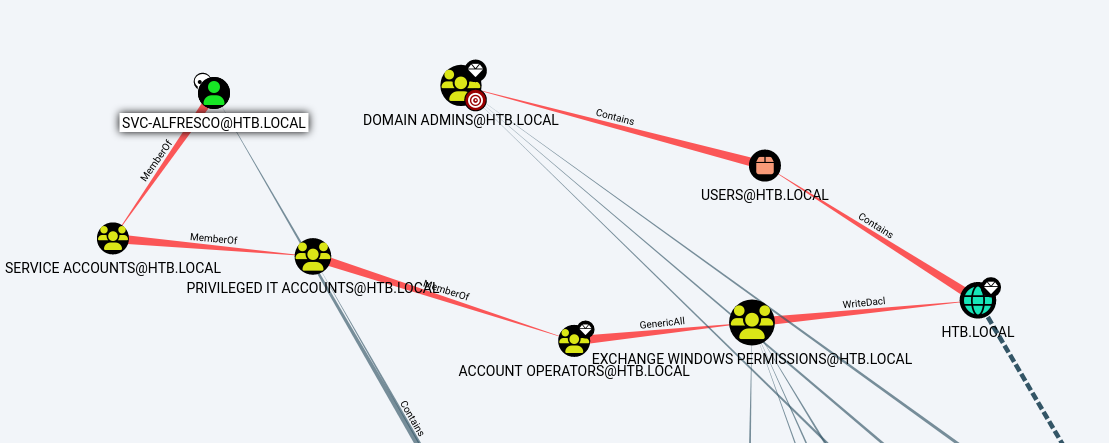 SVC-ALFRESCO@HTB.LOCAL
DOMAIN ADMINS@HTB.LOCAL
Contains
MemberOf
USERS@HTB.LOCAL
Contains
MemberOf
SERVICE ACCOUNTS@HTB.LOCAL
PRIVILEGED IT ACCOUNTS@HTB.LOCAL
MemberOf
GenericAll
WriteDacl
HTB.LOCAL
EXCHANGE WINDOWS PERMISSIONS@HTB.LOCAL
ACCOUNT OPERATORS@HTB.LOCAL
Contains